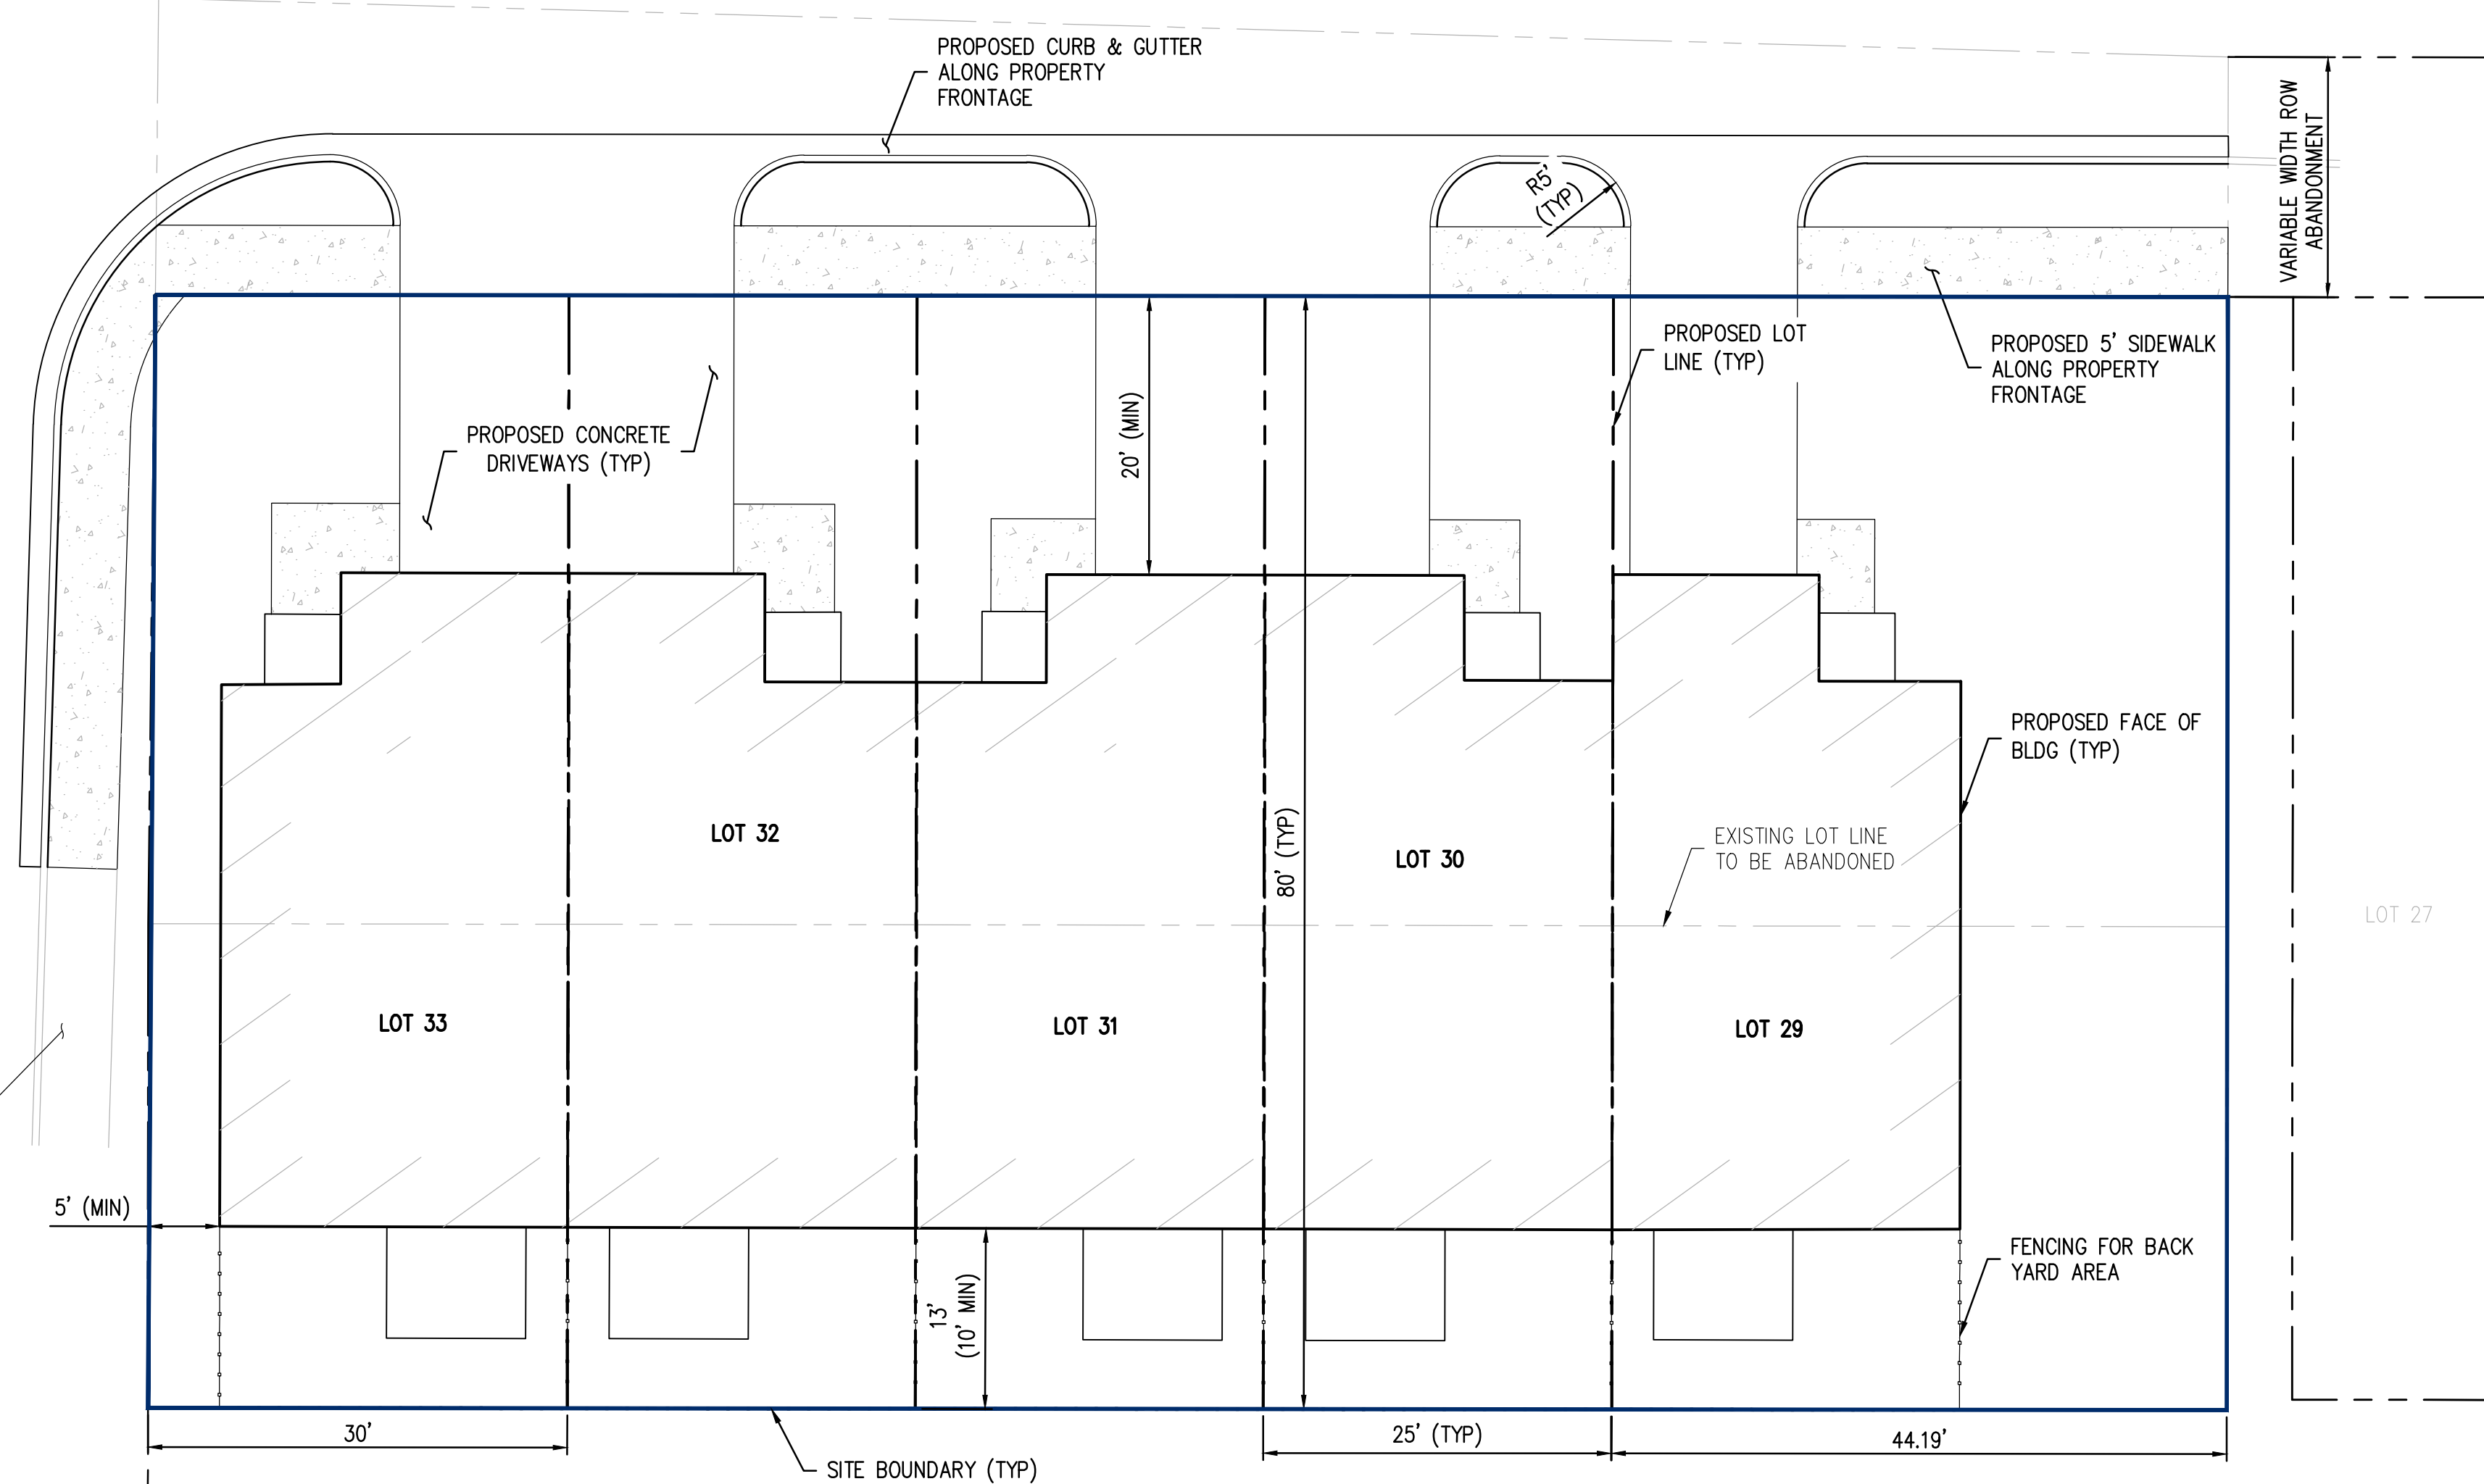 PROPOSED CURB & GUTTER
ALONG PROPERTY
FRONTAGE
VARIABLE WIDTH ROW
ABANDONMENT
R5'
(TYP)
PROPOSED LOT
LINE (TYP)
PROPOSED 5' SIDEWALK
ALONG PROPERTY
FRONTAGE
20' (MIN)
PROPOSED CONCRETE
DRIVEWAYS (TYP)
PROPOSED FACE OF
BLDG (TYP)
LOT 32
80' (TYP)
LOT 30
EXISTING LOT LINE
TO BE ABANDONED
LOT 27
LOT 33
LOT 31
LOT 29
5' (MIN)
13'
(10' MIN)
FENCING FOR BACK
YARD AREA
30'
25' (TYP)
44.19'
SITE BOUNDARY (TYP)